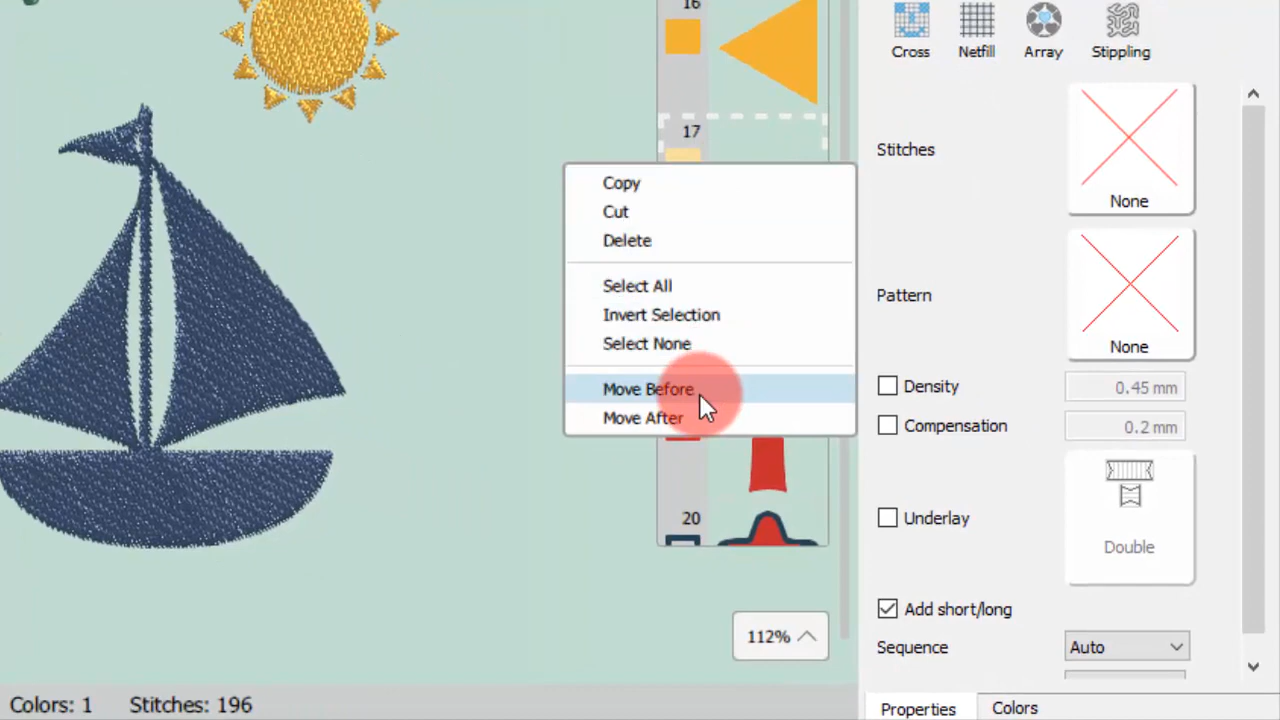 16
Cross Netfill Array Stippling
17
Stitches
None
Copy
Cut
Delete
Select All
Invert Selection
Select None
Move Before
Move After
Pattern
None
Density 0.45 mm
Compensation 0.2 mm
20
Underlay
Double
Add short/long
112%
Sequence Auto
Colors: 1 Stitches: 196
Properties Colors